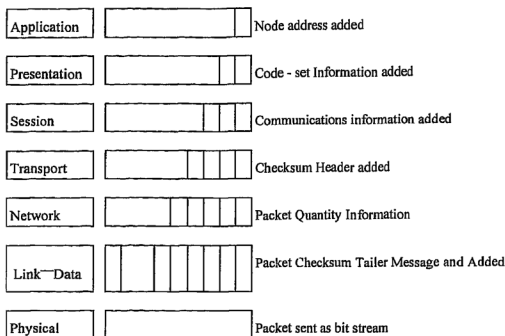 Application Node address added
Presentation Code - set Information added
Session Communications information added
Transport Checksum Header added
Network Packet Quantity Information
Link—Data Packet Checksum Tailer Message and Added
Physical Packet sent as bit stream